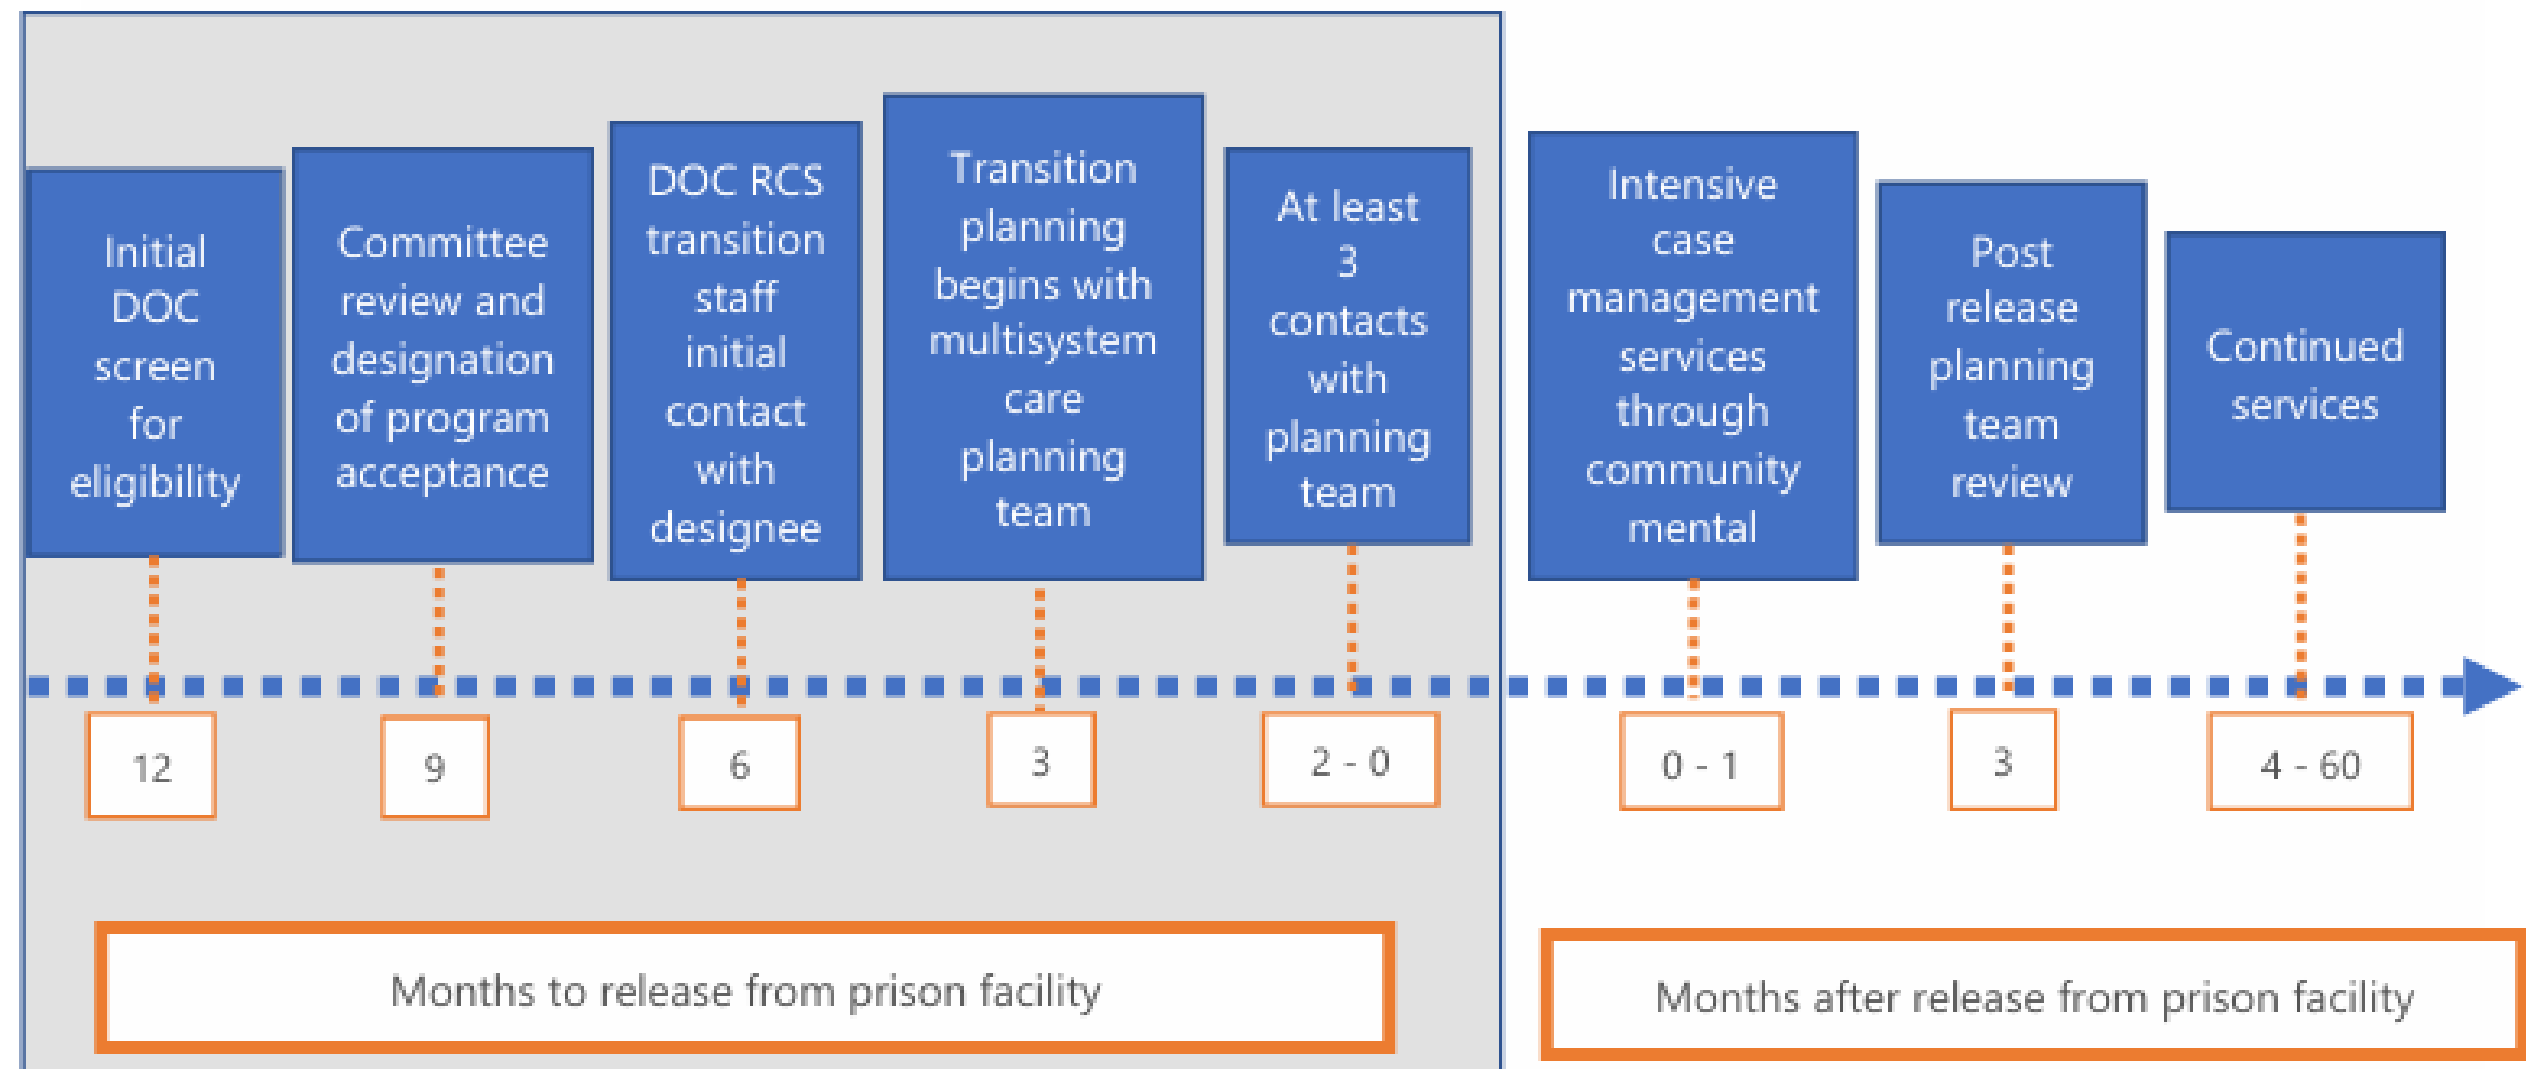 Initial
DOC
screen
for
eligibility
Committee
review and
designation
of program
acceptance
DOC RCS
transition
staff
initial
contact
with
designee
Transition
planning
begins with
multisystem
care
planning
team
At least
3
contacts
with
planning
team
Intensive
case
management
services
through
community
mental
Post
release
planning
team
review
Continued
services
12
9
6
3
2 - 0
0 - 1
3
4 - 60
Months to release from prison facility
Months after release from prison facility